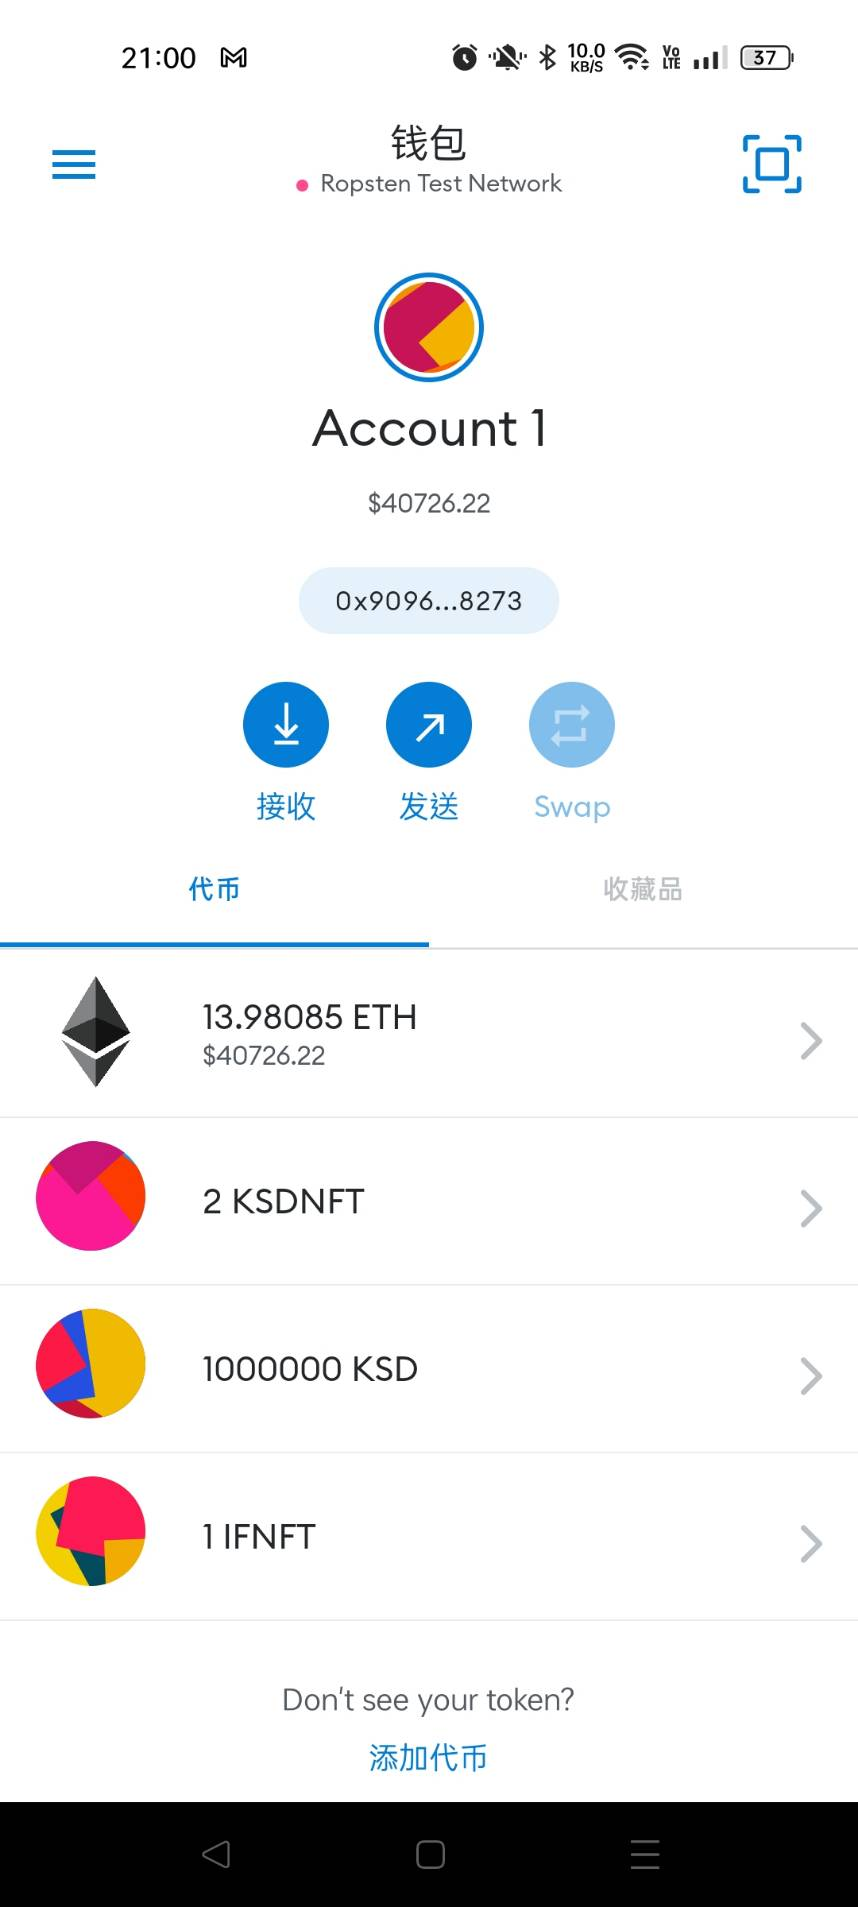 21:00
10.0 KB/S
Vo LTE
37
钱包
Ropsten Test Network
Account 1
$40726.22
0x9096...8273
接收 发送 Swap
代币 收藏品
13.98085 ETH
$40726.22
2 KSDNFT
1000000 KSD
1 IFNFT
Don't see your token?
添加代币